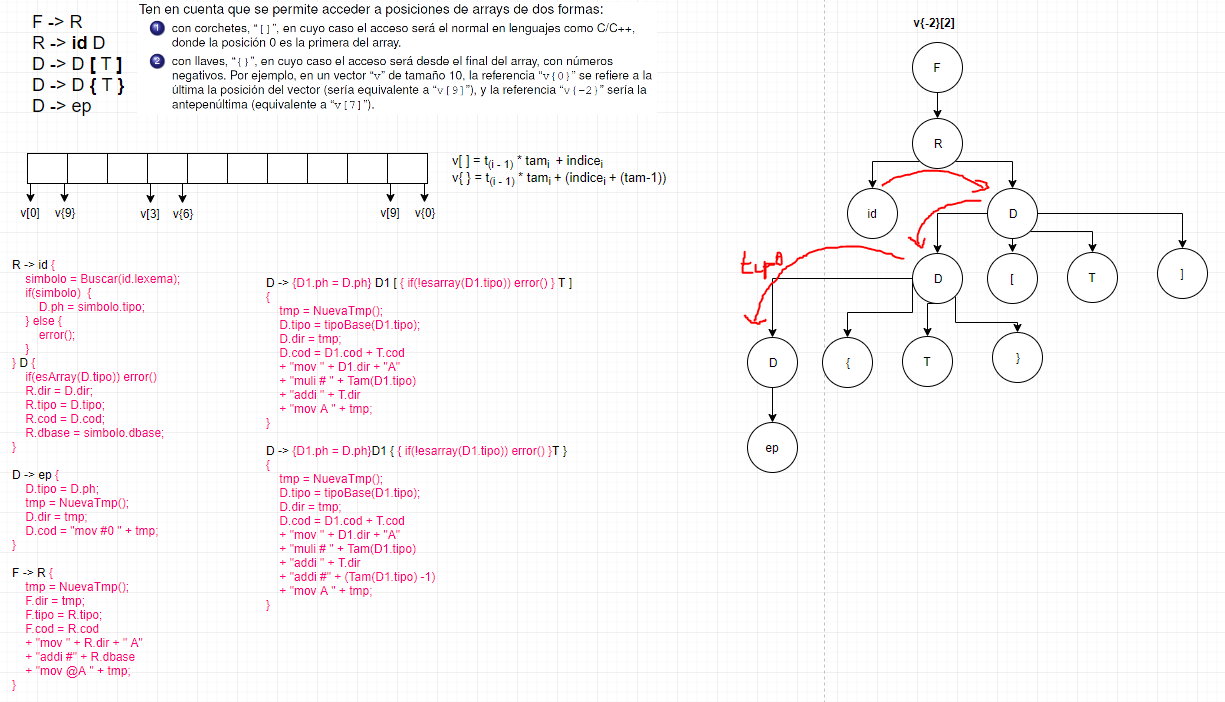 F -> R
R -> id D
D -> D [ T ]
D -> D { T }
D -> ep
Ten en cuenta que se permite acceder a posiciones de arrays de dos formas:
1 con corchetes, "[]", en cuyo caso el acceso será el normal en lenguajes como C/C++,
donde la posición 0 es la primera del array.
2 con llaves, "{}", en cuyo caso el acceso será desde el final del array, con números
negativos. Por ejemplo, en un vector "v" de tamaño 10, la referencia "v{0}" se refiere a la
última la posición del vector (sería equivalente a "v[9]"), y la referencia "v{-2}" sería la
antepenúltima (equivalente a "v[7]").
v[ ] = t(i - 1) * tami + indicei
v{ } = t(i - 1) * tami + (indicei + (tam-1))
v[0] v{9} v[3] v{6} v[9] v{0}
R -> id {
simbolo = Buscar(id.lexema);
if(simbolo) {
D.ph = simbolo.tipo;
} else {
error();
}
} D {
if(esArray(D.tipo)) error()
R.dir = D.dir;
R.tipo = D.tipo;
R.cod = D.cod;
R.dbase = simbolo.dbase;
}
D -> ep {
D.tipo = D.ph;
tmp = NuevaTmp();
D.dir = tmp;
D.cod = "mov #0 " + tmp;
}
F -> R {
tmp = NuevaTmp();
F.dir = tmp;
F.tipo = R.tipo;
F.cod = R.cod
+ "mov " + R.dir + " A"
+ "addi #" + R.dbase
+ "mov @A " + tmp;
}
D -> {D1.ph = D.ph} D1 [ { if(!esarray(D1.tipo)) error() } T ]
{
tmp = NuevaTmp();
D.tipo = tipoBase(D1.tipo);
D.dir = tmp;
D.cod = D1.cod + T.cod
+ "mov " + D1.dir + "A"
+ "muli # " + Tam(D1.tipo)
+ "addi " + T.dir
+ "mov A " + tmp;
}
D -> {D1.ph = D.ph}D1 { { if(!esarray(D1.tipo)) error() }T }
{
tmp = NuevaTmp();
D.tipo = tipoBase(D1.tipo);
D.dir = tmp;
D.cod = D1.cod + T.cod
+ "mov " + D1.dir + "A"
+ "muli # " + Tam(D1.tipo)
+ "addi " + T.dir
+ "addi #" + (Tam(D1.tipo) -1)
+ "mov A " + tmp;
}
v{-2}[2]
F
R
id D
D [ T ]
D { T }
ep